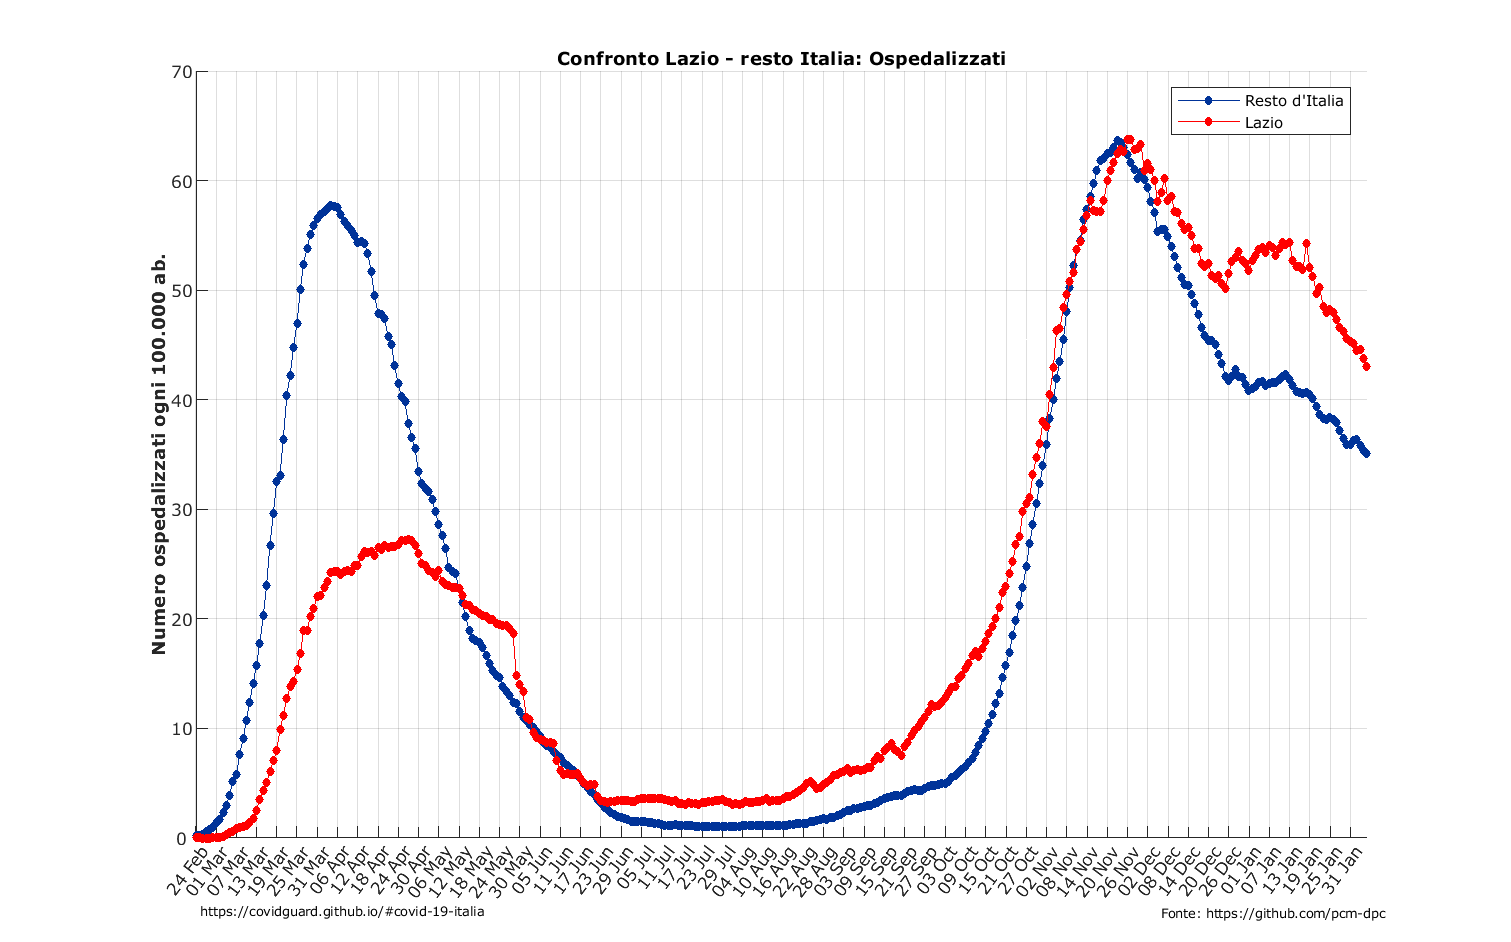 Confronto Lazio - resto Italia: Ospedalizzati
Numero ospedalizzati ogni 100.000 ab.
70
60
50
40
30
20
10
0
Resto d'Italia
Lazio
24 Feb
01 Mar
07 Mar
13 Mar
19 Mar
25 Mar
31 Mar
06 Apr
12 Apr
18 Apr
24 Apr
30 Apr
06 May
12 May
18 May
24 May
30 May
05 Jun
11 Jun
17 Jun
23 Jun
29 Jun
05 Jul
11 Jul
17 Jul
23 Jul
29 Jul
04 Aug
10 Aug
16 Aug
22 Aug
28 Aug
03 Sep
09 Sep
15 Sep
21 Sep
27 Sep
03 Oct
09 Oct
15 Oct
21 Oct
27 Oct
02 Nov
08 Nov
14 Nov
20 Nov
26 Nov
02 Dec
08 Dec
14 Dec
20 Dec
26 Dec
01 Jan
07 Jan
13 Jan
19 Jan
25 Jan
31 Jan
https://covidguard.github.io/#covid-19-italia
Fonte: https://github.com/pcm-dpc